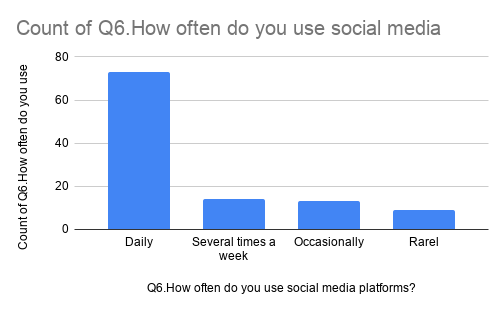 Count of Q6.How often do you use social media
Count of Q6.How often do you use
80
60
40
20
0
Daily
Several times a
week
Occasionally
Rarel
Q6.How often do you use social media platforms?